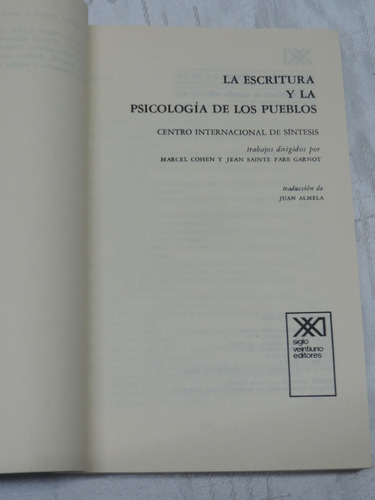 LA ESCRITURA
Y LA
PSICOLOGÍA DE LOS PUEBLOS
CENTRO INTERNACIONAL DE SÍNTESIS
trabajos dirigidos por
MARCEL COHEN Y JEAN SAINTE FARE GARNOT
traducción de
JUAN ALMELA
siglo
veintiuno
editores